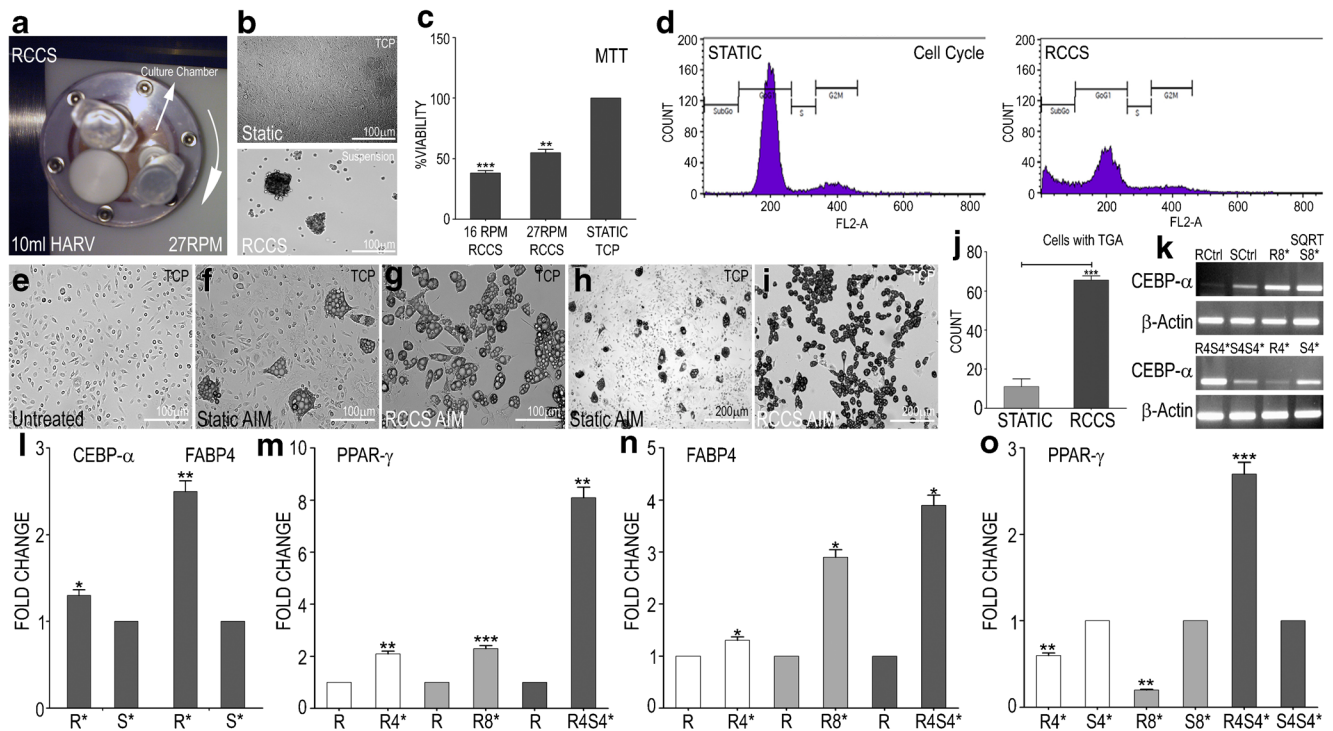 a
RCCS
Culture Chamber
10ml HARV
27RPM
b
TCP
Static
100µm
Suspension
RCCS
100µm
c
MTT
%VIABILITY
150
100
50
0
16 RPM RCCS
27RPM RCCS
STATIC TCP
***
**
d
STATIC
Cell Cycle
COUNT
200
160
120
80
40
0
SubGo
GoG1
S
G2M
200
400
600
800
FL2-A
RCCS
COUNT
200
160
120
80
40
0
SubGo
GoG1
S
G2M
200
400
600
800
FL2-A
e
TCP
Untreated
100µm
f
TCP
Static AIM
100µm
g
TCP
RCCS AIM
100µm
h
TCP
Static AIM
200µm
i
TCP
RCCS AIM
200µm
j
Cells with TGA
COUNT
80
60
40
20
0
***
STATIC
RCCS
k
SQRT
RCtrl SCtrl R8* S8*
CEBP-α
β-Actin
R4S4* S4S4* R4* S4*
CEBP-α
β-Actin
l
CEBP-α
FABP4
FOLD CHANGE
3
2
1
0
*
**
R* S* R* S*
m
PPAR-γ
FOLD CHANGE
10
8
6
4
2
0
**
***
**
R R4* R R8* R R4S4*
n
FABP4
FOLD CHANGE
5
4
3
2
1
0
*
*
*
R R4* R R8* R R4S4*
o
PPAR-γ
FOLD CHANGE
3
2
1
0
**
**
***
R4* S4* R8* S8* R4S4* S4S4*